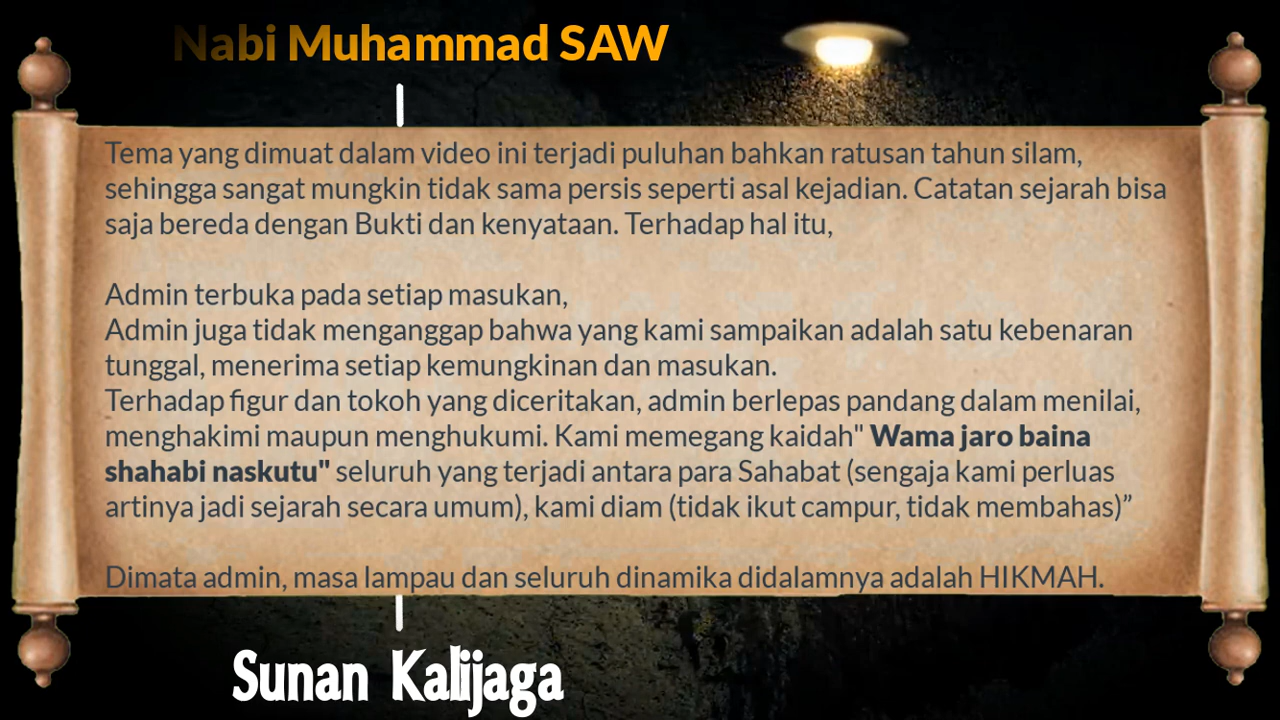 Nabi Muhammad SAW
Tema yang dimuat dalam video ini terjadi puluhan bahkan ratusan tahun silam,
sehingga sangat mungkin tidak sama persis seperti asal kejadian. Catatan sejarah bisa
saja bereda dengan Bukti dan kenyataan. Terhadap hal itu,
Admin terbuka pada setiap masukan,
Admin juga tidak menganggap bahwa yang kami sampaikan adalah satu kebenaran
tunggal, menerima setiap kemungkinan dan masukan.
Terhadap figur dan tokoh yang diceritakan, admin berlepas pandang dalam menilai,
menghakimi maupun menghukumi. Kami memegang kaidah" Wama jaro baina
shahabi naskutu" seluruh yang terjadi antara para Sahabat (sengaja kami perluas
artinya jadi sejarah secara umum), kami diam (tidak ikut campur, tidak membahas)”
Dimata admin, masa lampau dan seluruh dinamika didalamnya adalah HIKMAH.
Sunan Kalijaga